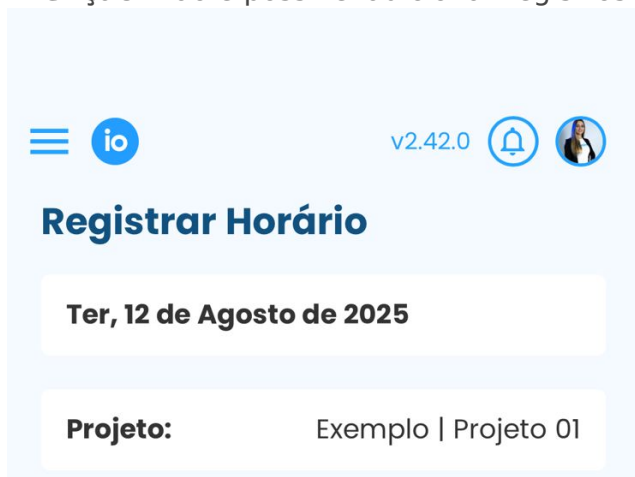 io
v2.42.0
Registrar Horário
Ter, 12 de Agosto de 2025
Projeto: Exemplo | Projeto 01